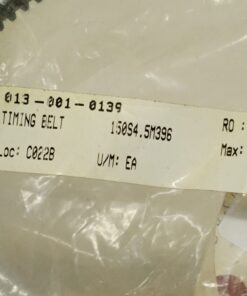 013-001-0139
TIMING BELT 150S4.5M396 RO :
Loc: C022B U/M: EA Max: